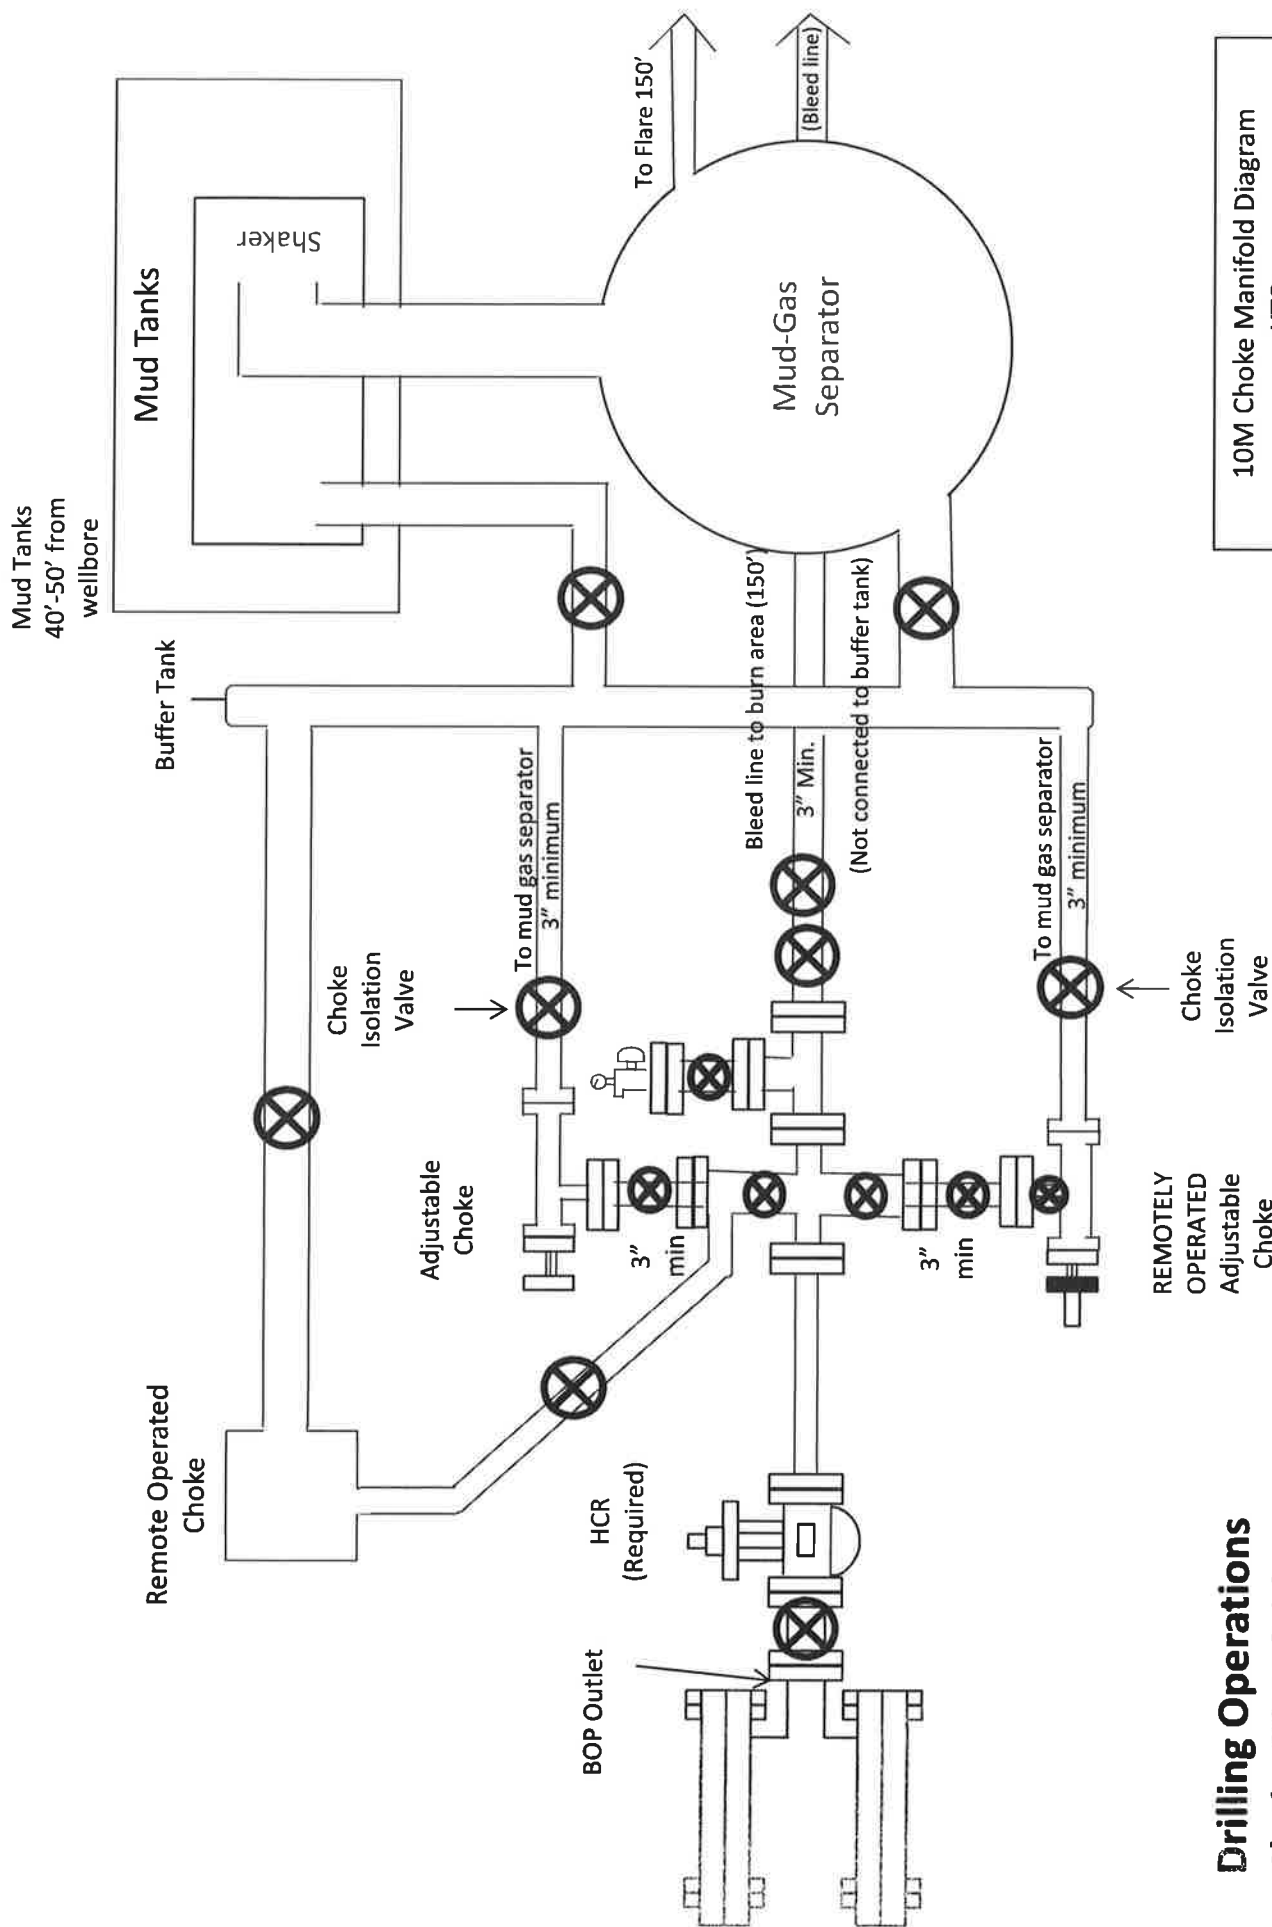 Mud Tanks
40’-50’ from
wellbore
Mud Tanks
Shaker
Buffer Tank
To Flare 150’
(Bleed line)
Mud-Gas
Separator
Bleed line to burn area (150’)
3” Min.
(Not connected to buffer tank)
To mud gas separator
3” minimum
To mud gas separator
3” minimum
Choke
Isolation
Valve
Choke
Isolation
Valve
Adjustable
Choke
3”
min
3”
min
REMOTELY
OPERATED
Adjustable
Choke
Remote Operated
Choke
HCR
(Required)
BOP Outlet
Drilling Operations
10M Choke Manifold Diagram